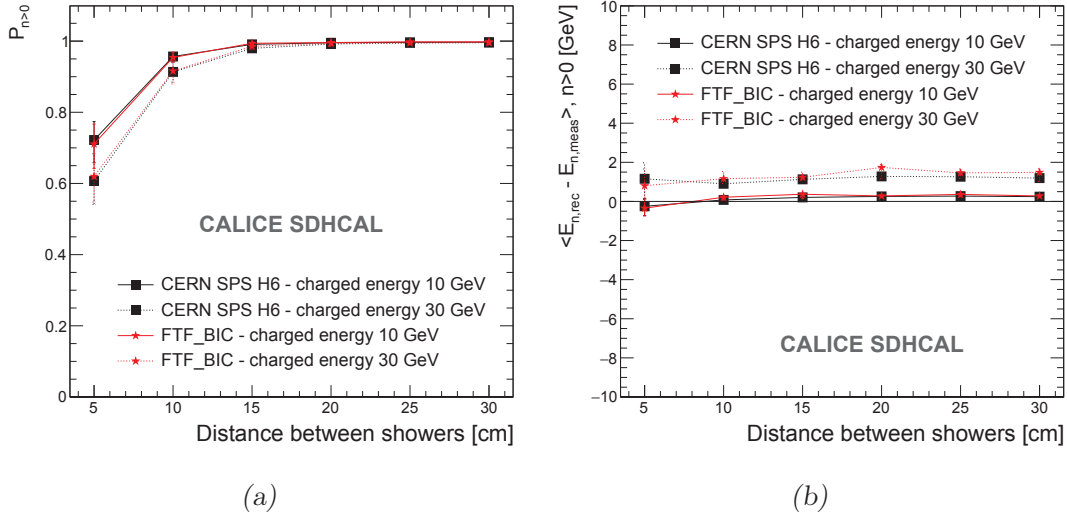 P_{n>0}
1
0.8
0.6
0.4
0.2
0
CALICE SDHCAL
CERN SPS H6 - charged energy 10 GeV
CERN SPS H6 - charged energy 30 GeV
FTF_BIC - charged energy 10 GeV
FTF_BIC - charged energy 30 GeV
5 10 15 20 25 30
Distance between showers [cm]
(a)
<E_{n,rec} - E_{n,meas}>, n>0 [GeV]
10
8
6
4
2
0
−2
−4
−6
−8
−10
CERN SPS H6 - charged energy 10 GeV
CERN SPS H6 - charged energy 30 GeV
FTF_BIC - charged energy 10 GeV
FTF_BIC - charged energy 30 GeV
CALICE SDHCAL
5 10 15 20 25 30
Distance between showers [cm]
(b)